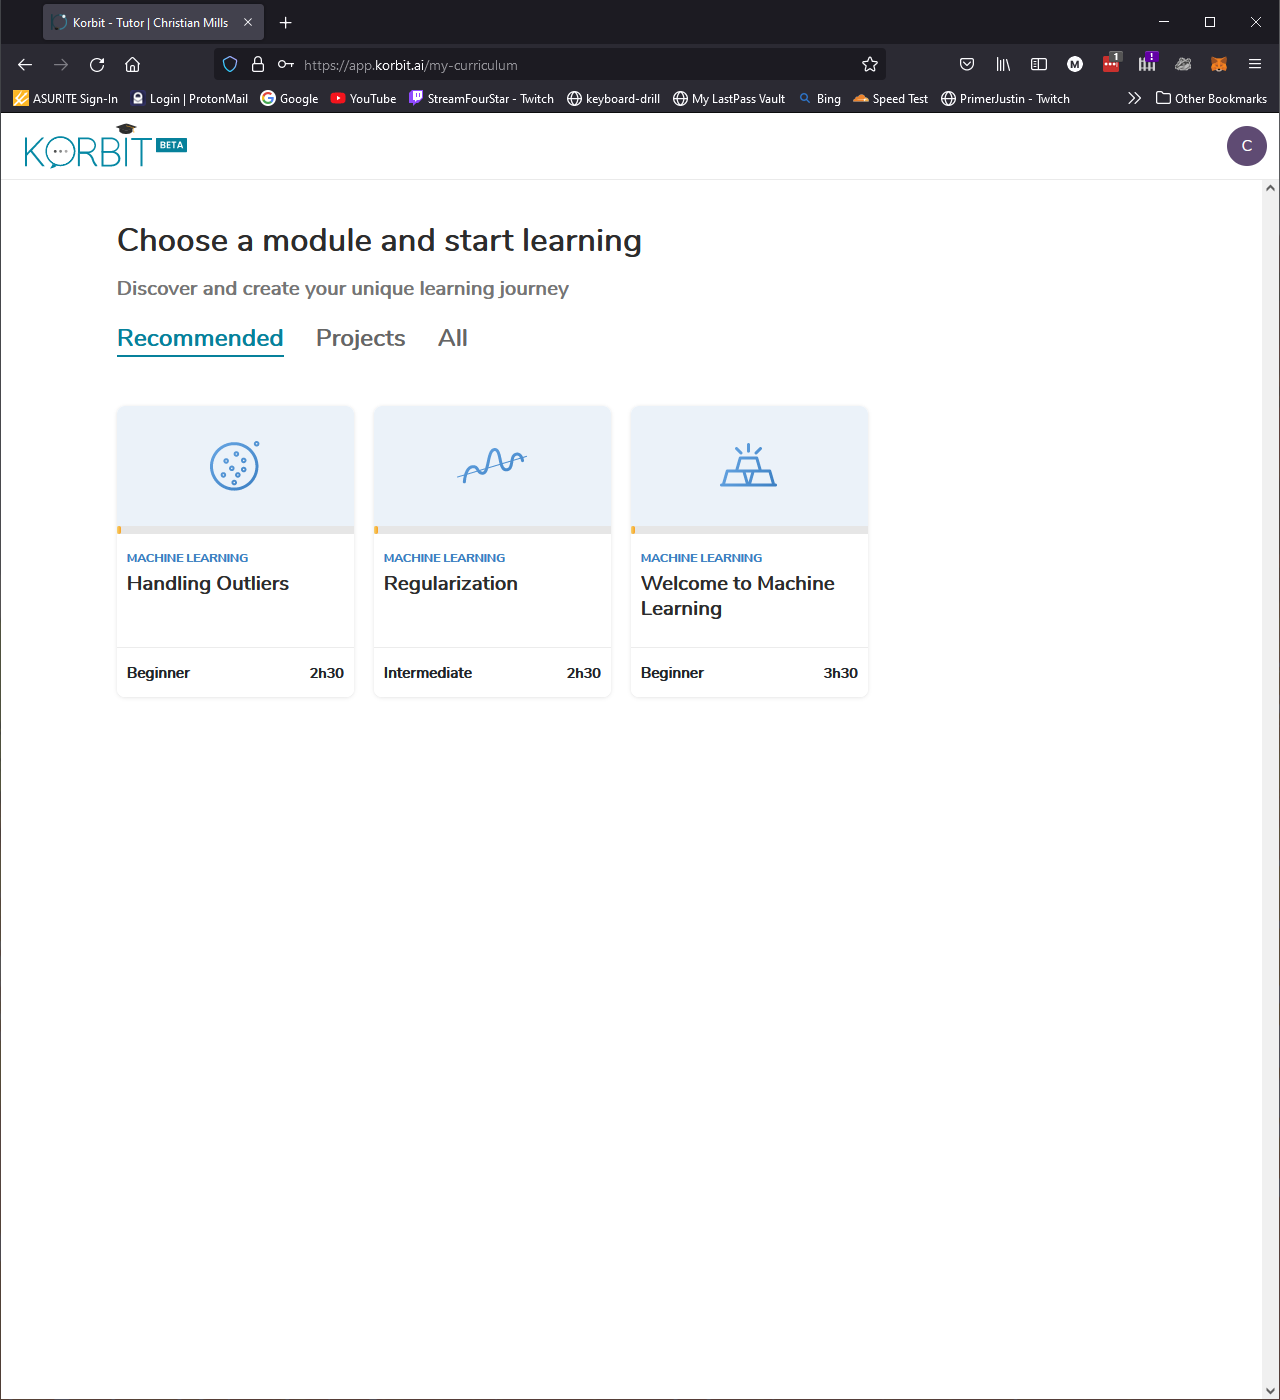 Korbit - Tutor | Christian Mills
https://app.korbit.ai/my-curriculum
M
1
!
ASURITE Sign-In
Login | ProtonMail
Google
YouTube
StreamFourStar - Twitch
keyboard-drill
My LastPass Vault
Bing
Speed Test
PrimerJustin - Twitch
Other Bookmarks
KORBIT BETA
C
Choose a module and start learning
Discover and create your unique learning journey
Recommended Projects All
MACHINE LEARNING
Handling Outliers
Beginner 2h30
MACHINE LEARNING
Regularization
Intermediate 2h30
MACHINE LEARNING
Welcome to Machine
Learning
Beginner 3h30